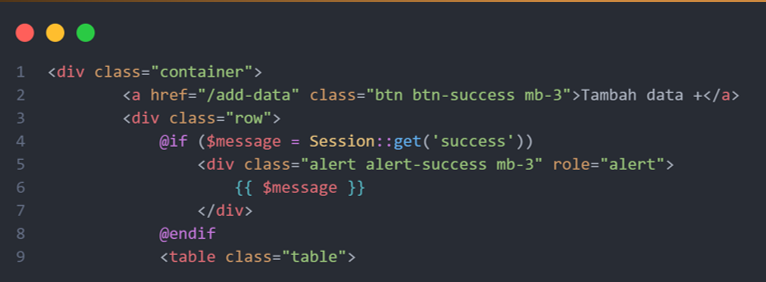 1 <div class="container">
2 <a href="/add-data" class="btn btn-success mb-3">Tambah data +</a>
3 <div class="row">
4 @if ($message = Session::get('success'))
5 <div class="alert alert-success mb-3" role="alert">
6 {{ $message }}
7 </div>
8 @endif
9 <table class="table">